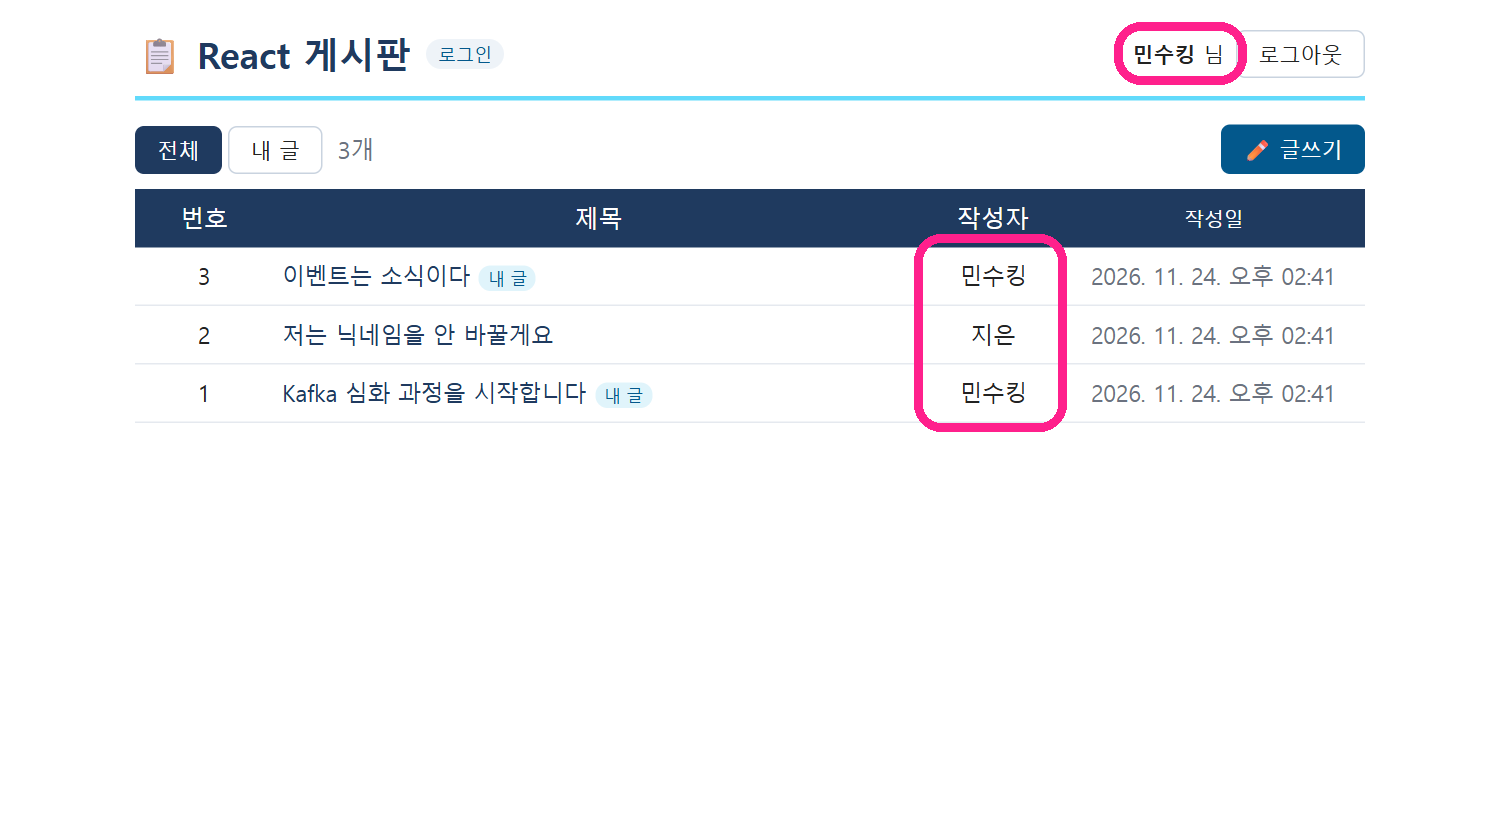 React 게시판 로그인 민수킹 님 로그아웃
전체 내 글 3개 글쓰기
번호 제목 작성자 작성일
3 이벤트는 소식이다 내 글 민수킹 2026. 11. 24. 오후 02:41
2 저는 닉네임을 안 바꿀게요 지은 2026. 11. 24. 오후 02:41
1 Kafka 심화 과정을 시작합니다 내 글 민수킹 2026. 11. 24. 오후 02:41